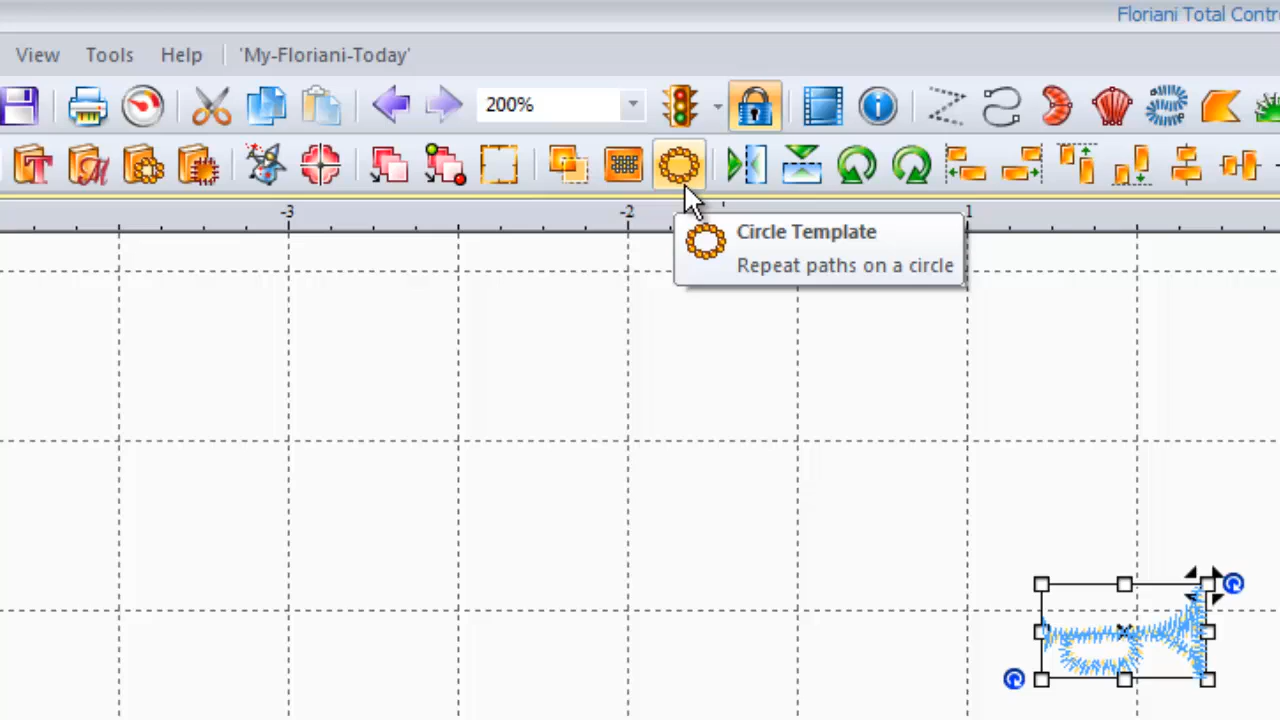 Floriani Total Contr
View Tools Help 'My-Floriani-Today'
200%
-3 -2 1
Circle Template
Repeat paths on a circle